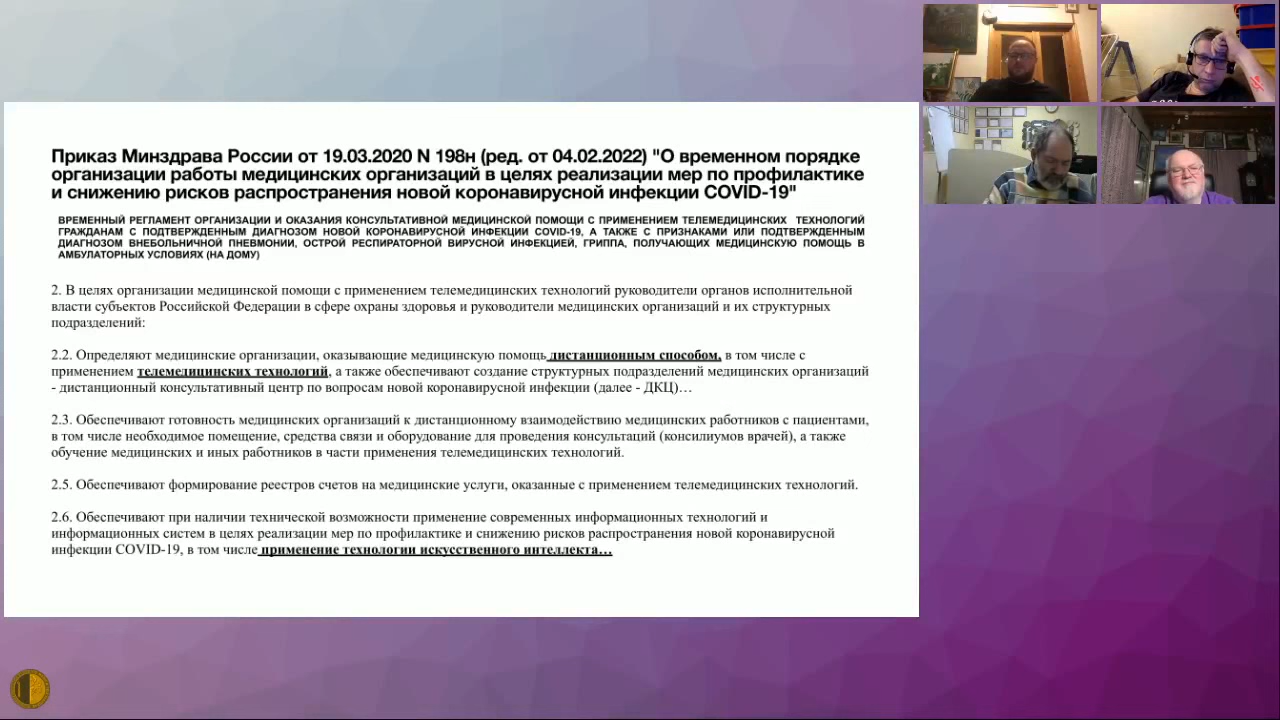 Приказ Минздрава России от 19.03.2020 N 198н (ред. от 04.02.2022) "О временном порядке
организации работы медицинских организаций в целях реализации мер по профилактике
и снижению рисков распространения новой коронавирусной инфекции COVID-19"
ВРЕМЕННЫЙ РЕГЛАМЕНТ ОРГАНИЗАЦИИ И ОКАЗАНИЯ КОНСУЛЬТАТИВНОЙ МЕДИЦИНСКОЙ ПОМОЩИ С ПРИМЕНЕНИЕМ ТЕЛЕМЕДИЦИНСКИХ ТЕХНОЛОГИЙ
ГРАЖДАНАМ С ПОДТВЕРЖДЕННЫМ ДИАГНОЗОМ НОВОЙ КОРОНАВИРУСНОЙ ИНФЕКЦИИ COVID-19, А ТАКЖЕ С ПРИЗНАКАМИ ИЛИ ПОДТВЕРЖДЕННЫМ
ДИАГНОЗОМ ВНЕБОЛЬНИЧНОЙ ПНЕВМОНИИ, ОСТРОЙ РЕСПИРАТОРНОЙ ВИРУСНОЙ ИНФЕКЦИЕЙ, ГРИППА, ПОЛУЧАЮЩИХ МЕДИЦИНСКУЮ ПОМОЩЬ В
АМБУЛАТОРНЫХ УСЛОВИЯХ (НА ДОМУ)
2. В целях организации медицинской помощи с применением телемедицинских технологий руководители органов исполнительной
власти субъектов Российской Федерации в сфере охраны здоровья и руководители медицинских организаций и их структурных
подразделений:
2.2. Определяют медицинские организации, оказывающие медицинскую помощь дистанционным способом, в том числе с
применением телемедицинских технологий, а также обеспечивают создание структурных подразделений медицинских организаций
- дистанционный консультативный центр по вопросам новой коронавирусной инфекции (далее - ДКЦ)…
2.3. Обеспечивают готовность медицинских организаций к дистанционному взаимодействию медицинских работников с пациентами,
в том числе необходимое помещение, средства связи и оборудование для проведения консультаций (консилиумов врачей), а также
обучение медицинских и иных работников в части применения телемедицинских технологий.
2.5. Обеспечивают формирование реестров счетов на медицинские услуги, оказанные с применением телемедицинских технологий.
2.6. Обеспечивают при наличии технической возможности применение современных информационных технологий и
информационных систем в целях реализации мер по профилактике и снижению рисков распространения новой коронавирусной
инфекции COVID-19, в том числе применение технологии искусственного интеллекта…